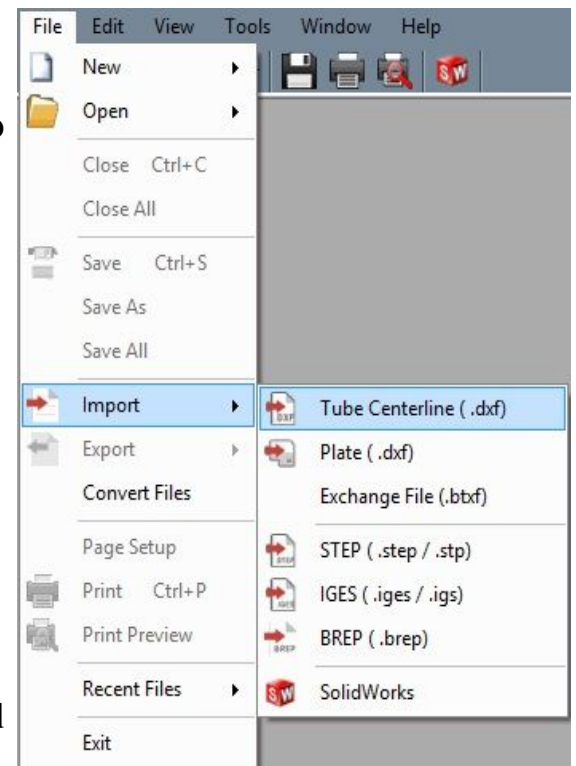 File Edit View Tools Window Help
New
Open
Close Ctrl+C
Close All
Save Ctrl+S
Save As
Save All
Import
Export
Convert Files
Page Setup
Print Ctrl+P
Print Preview
Recent Files
Exit
Tube Centerline ( .dxf)
Plate ( .dxf)
Exchange File (.btxf)
STEP ( .step / .stp)
IGES ( .iges / .igs)
BREP ( .brep)
SolidWorks